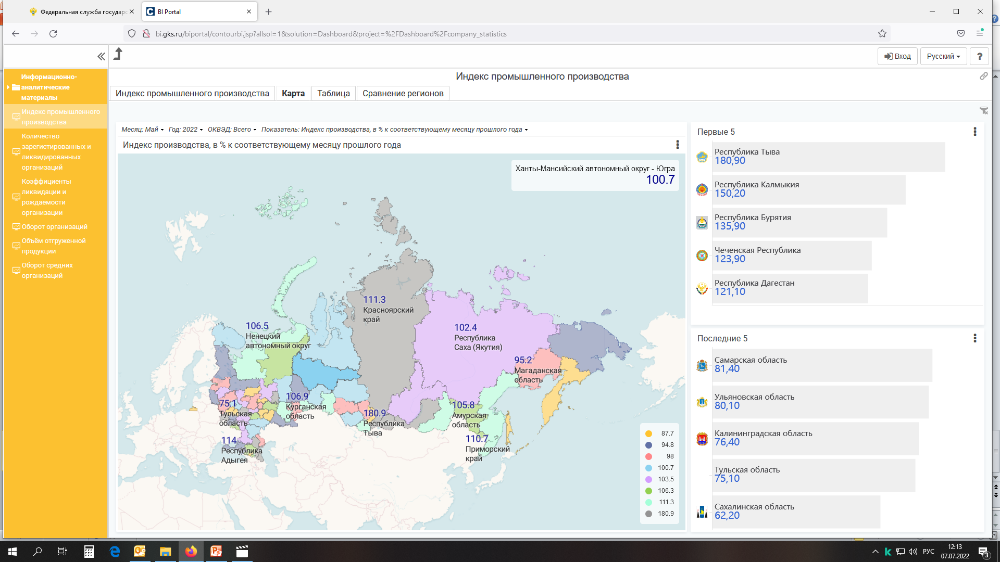 Федеральная служба государс
BI Portal
bi.gks.ru/biportal/contourbi.jsp?allsol=1&solution=Dashboard&project=%2FDashboard%2Fcompany_statistics
Вход
Русский
?
Информационно-
аналитические
материалы
Индекс промышленного
производства
Количество
зарегистированных и
ликвидированных
организаций
Коэффициенты
ликвидации и
рождаемости
организации
Оборот организаций
Объём отгруженной
продукции
Оборот средних
организаций
Индекс промышленного производства
Индекс промышленного производства
Карта
Таблица
Сравнение регионов
Месяц: Май Год: 2022 ОКВЭД: Всего Показатель: Индекс производства, в % к соответствующему месяцу прошлого года
Индекс производства, в % к соответствующему месяцу прошлого года
Ханты-Мансийский автономный округ - Югра
100.7
111.3
Красноярский
край
106.5
Ненецкий
автономный округ
102.4
Республика
Саха (Якутия)
95.2
Магаданская
область
106.9
Курганская
область
75.1
Тульская
область
180.9
Республика
Тыва
105.8
Амурская
область
114
Республика
Адыгея
110.7
Приморский
край
87.7
94.8
98
100.7
103.5
106.3
111.3
180.9
Первые 5
Республика Тыва
180,90
Республика Калмыкия
150,20
Республика Бурятия
135,90
Чеченская Республика
123,90
Республика Дагестан
121,10
Последние 5
Самарская область
81,40
Ульяновская область
80,10
Калининградская область
76,40
Тульская область
75,10
Сахалинская область
62,20
РУС
12:13
07.07.2022
3